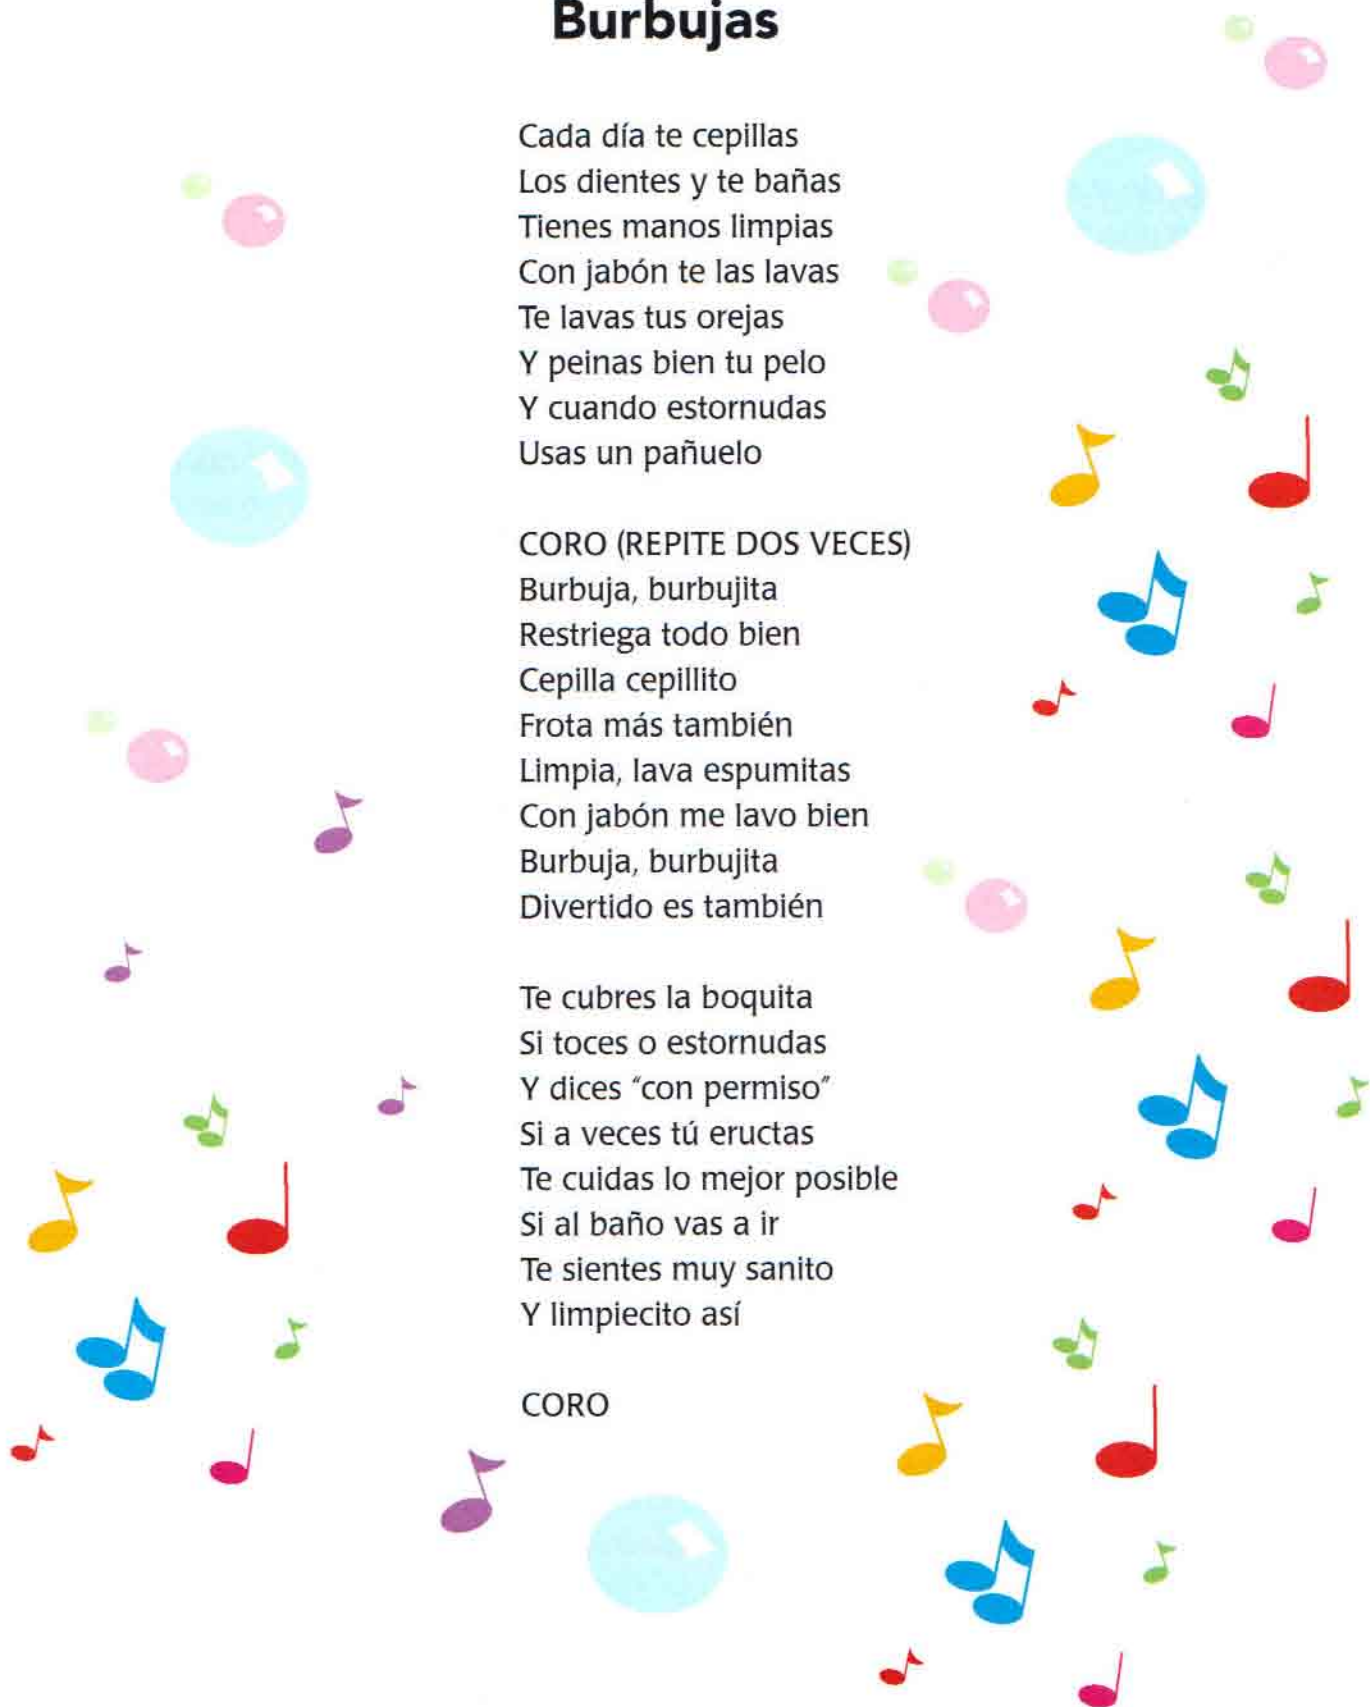 Burbujas
Cada día te cepillas
Los dientes y te bañas
Tienes manos limpias
Con jabón te las lavas
Te lavas tus orejas
Y peinas bien tu pelo
Y cuando estornudas
Usas un pañuelo
CORO (REPITE DOS VECES)
Burbuja, burbujita
Restriega todo bien
Cepilla cepillito
Frota más también
Limpia, lava espumitas
Con jabón me lavo bien
Burbuja, burbujita
Divertido es también
Te cubres la boquita
Si toces o estornudas
Y dices “con permiso”
Si a veces tú eructas
Te cuidas lo mejor posible
Si al baño vas a ir
Te sientes muy sanito
Y limpiecito así
CORO